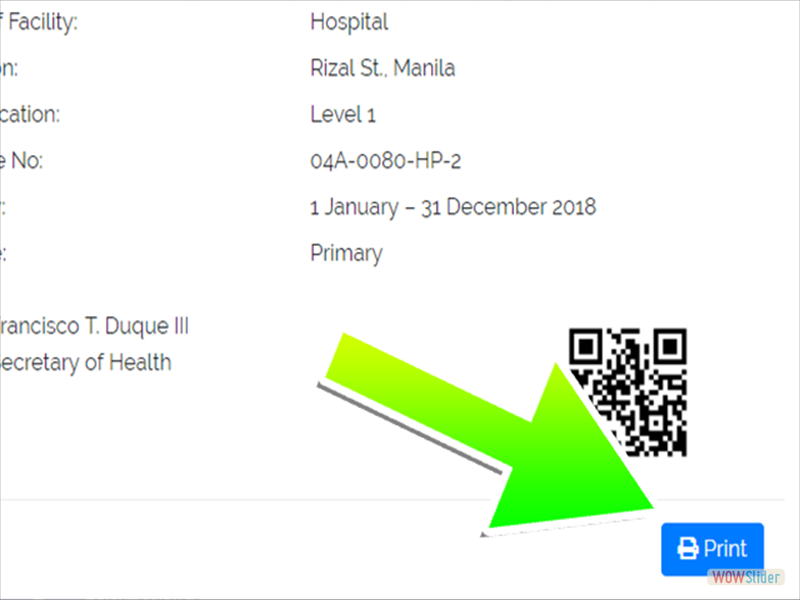 f Facility: Hospital
on: Rizal St., Manila
cation: Level 1
e No: 04A-0080-HP-2
: 1 January – 31 December 2018
e: Primary
rancisco T. Duque III
ecretary of Health
Print
WOWSlider